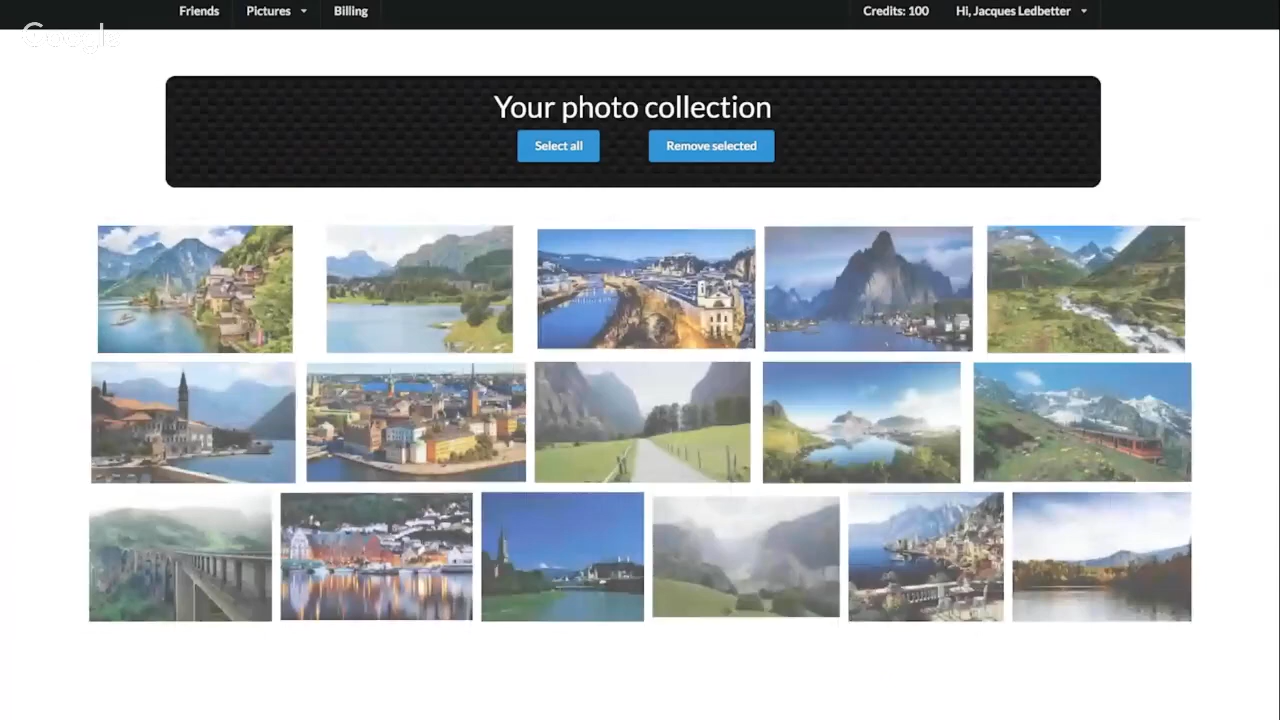 Friends Pictures Billing Credits: 100 Hi, Jacques Ledbetter
Google
Your photo collection
Select all Remove selected